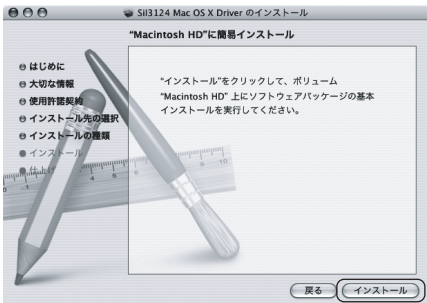 SiI3124 Mac OS X Driver のインストール
"Macintosh HD"に簡易インストール
はじめに
大切な情報
使用許諾契約
インストール先の選択
インストールの種類
インストール
仕上げ
"インストール"をクリックして、ボリューム
"Macintosh HD" 上にソフトウェアパッケージの基本
インストールを実行してください。
戻る
インストール